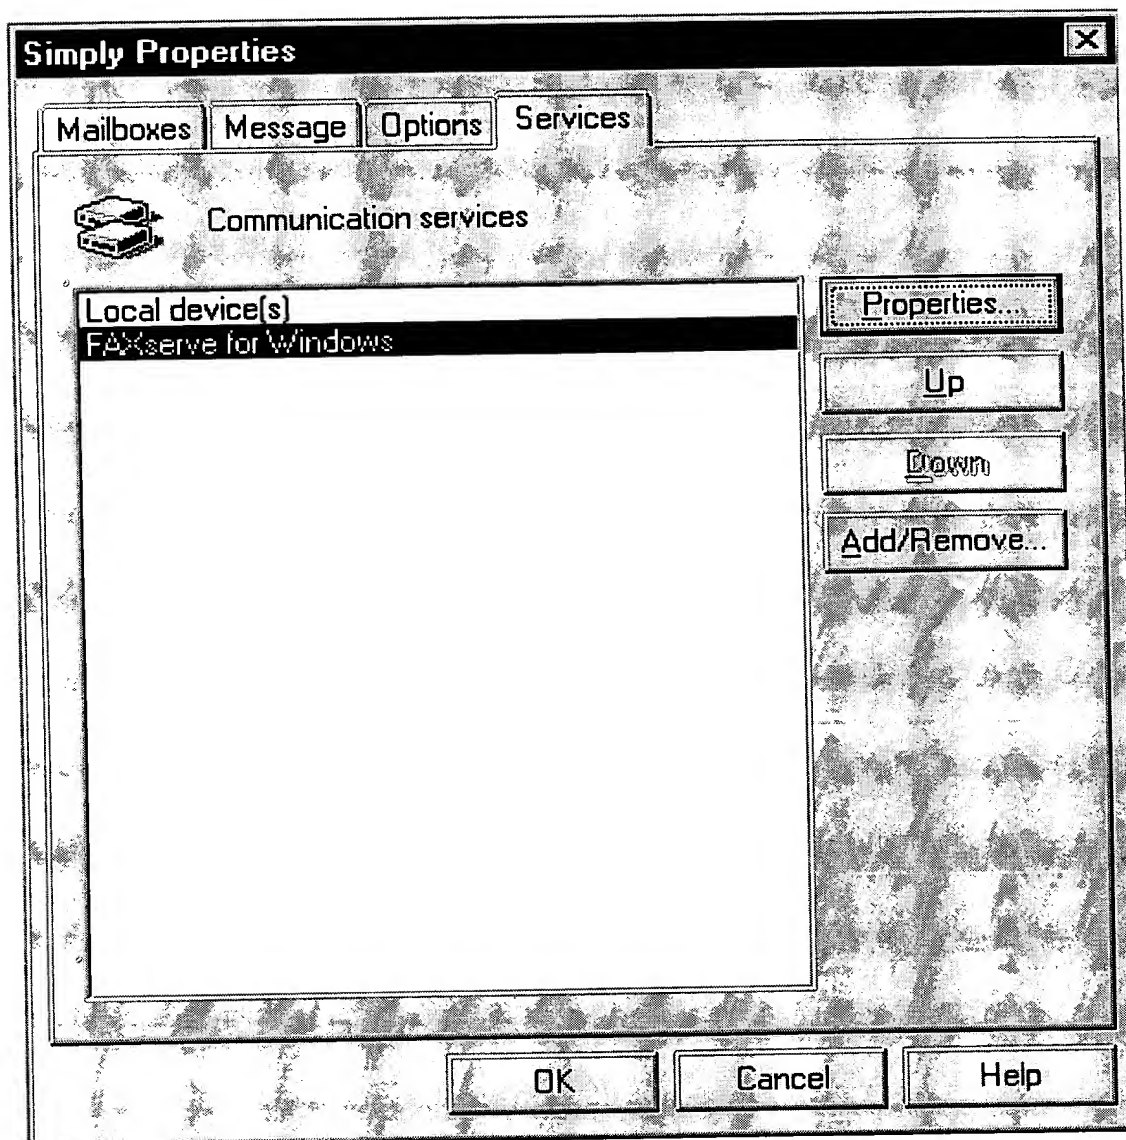 Simply Properties
Mailboxes Message Options Services
Communication services
Local device(s)
FAXserve for Windows
Properties...
Up
Down
Add/Remove...
OK Cancel Help